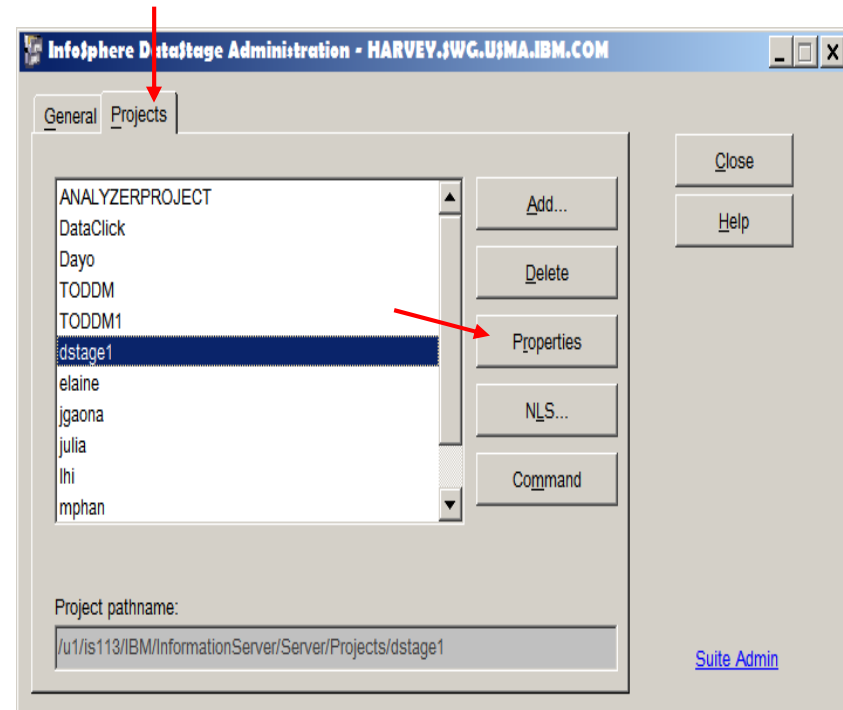 InfoSphere DataStage Administration - HARVEY.SWG.USMA.IBM.COM
General Projects
ANALYZERPROJECT
DataClick
Dayo
TODDM
TODDM1
dstage1
elaine
jgaona
julia
lhi
mphan
Add...
Delete
Properties
NLS...
Command
Close
Help
Project pathname:
/u1/is113/IBM/InformationServer/Server/Projects/dstage1
Suite Admin